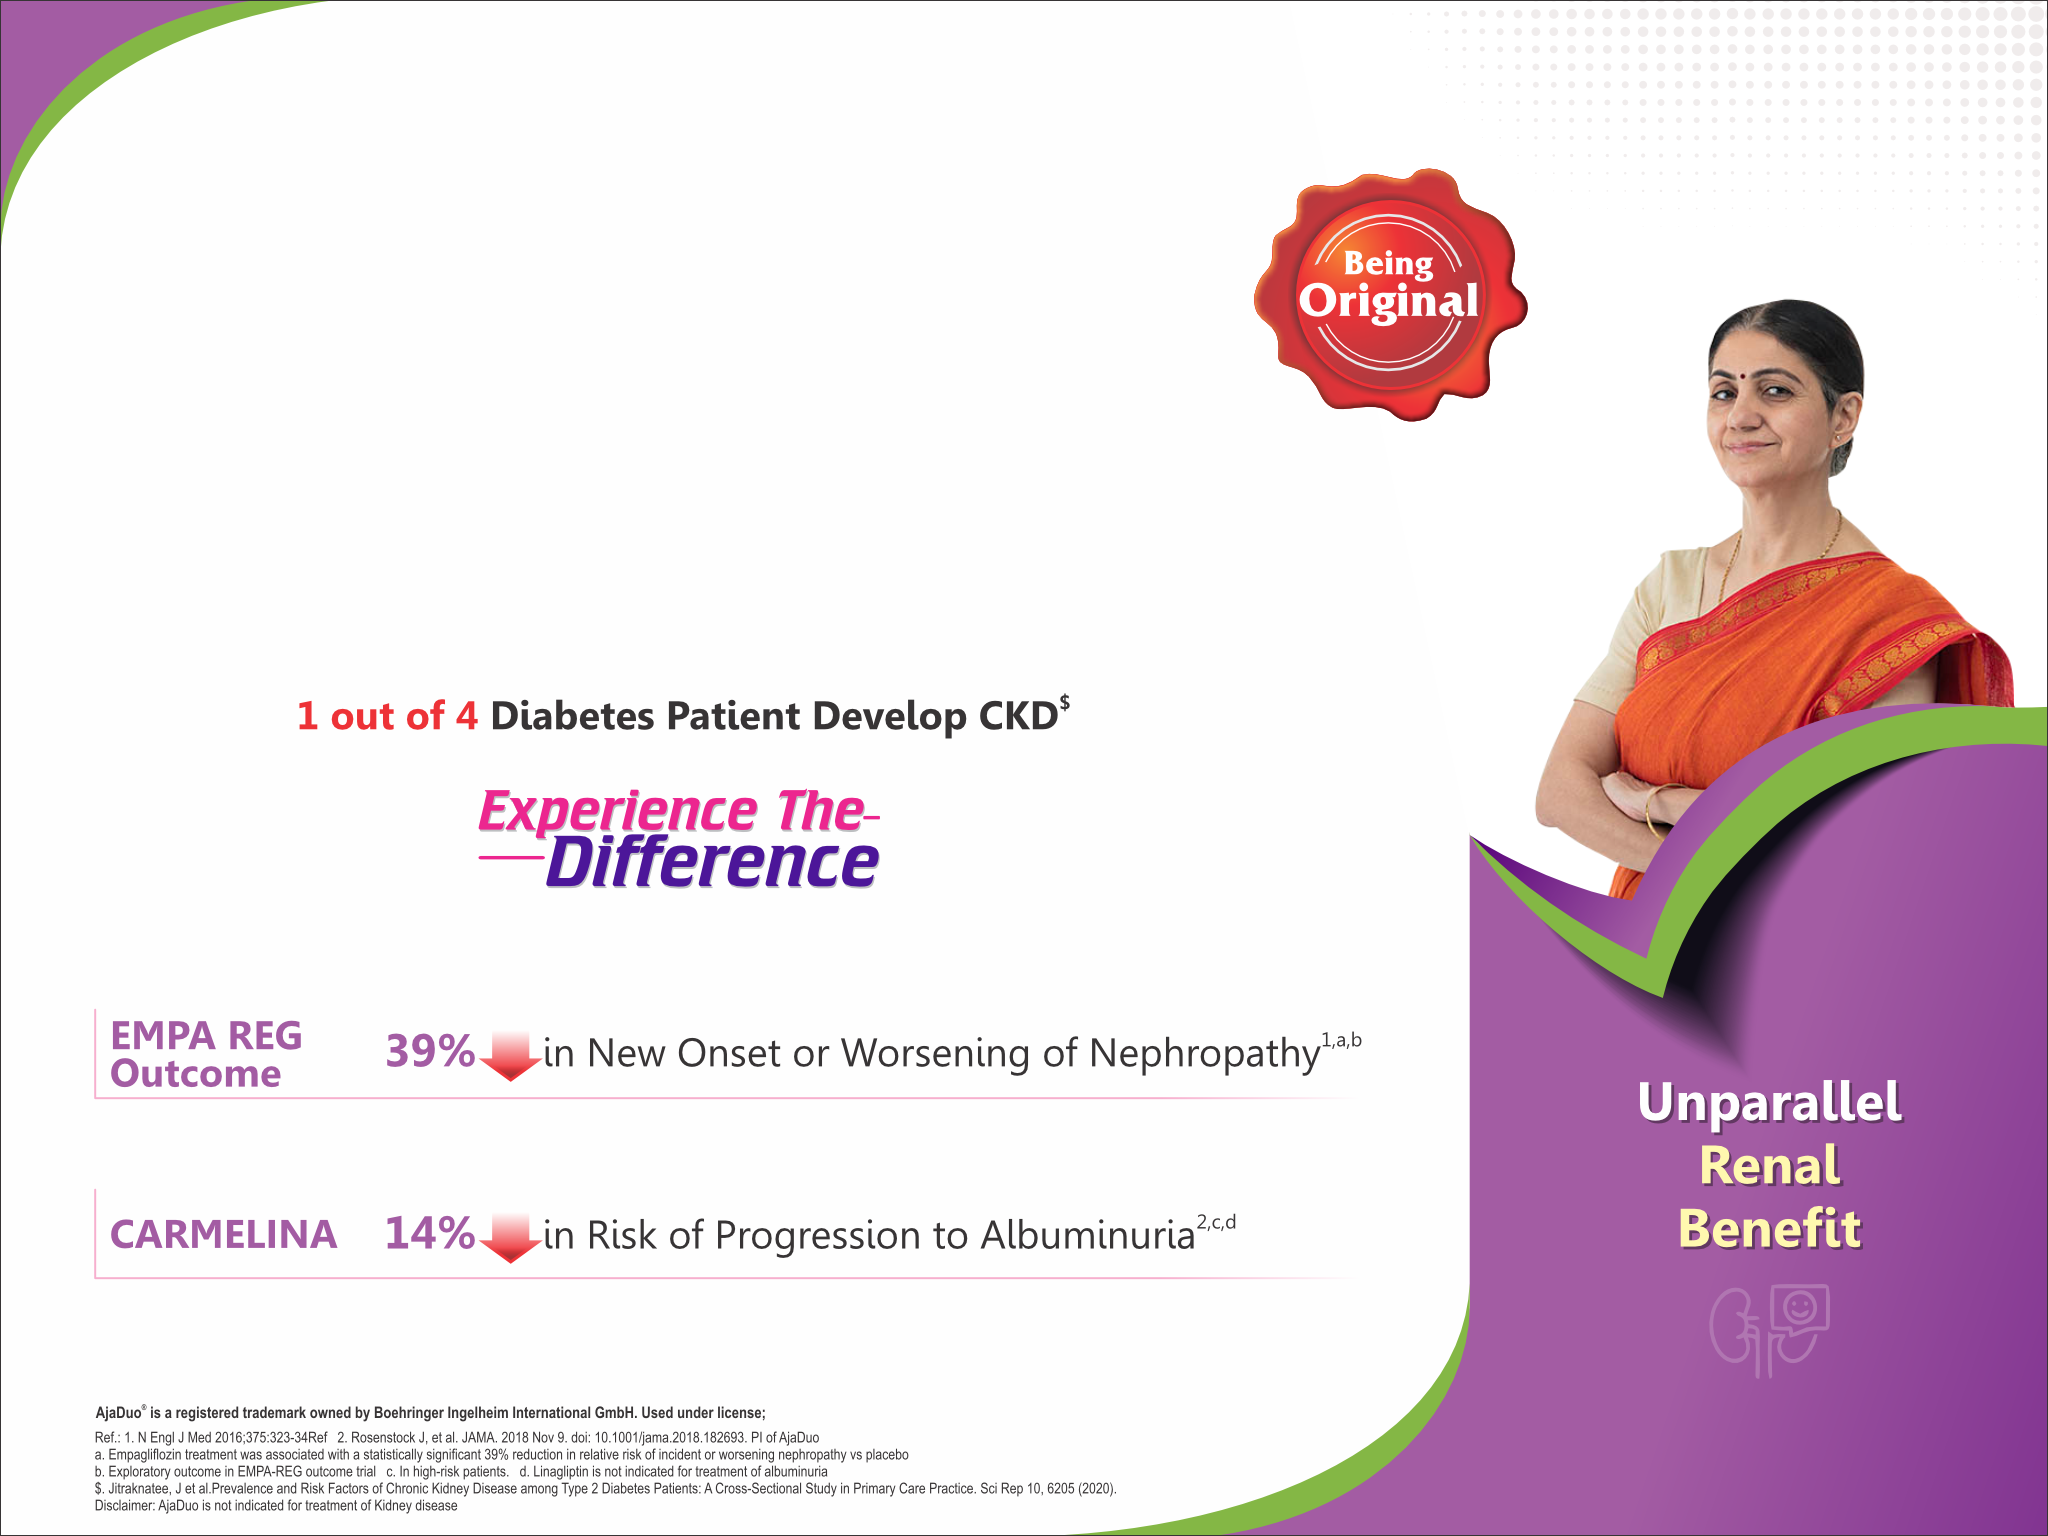 Being
Original
1 out of 4 Diabetes Patient Develop CKD$
Experience The
Difference
EMPA REG
Outcome
39% in New Onset or Worsening of Nephropathy1,a,b
CARMELINA 14% in Risk of Progression to Albuminuria2,c,d
Unparallel
Renal
Benefit
AjaDuo® is a registered trademark owned by Boehringer Ingelheim International GmbH. Used under license;
Ref.: 1. N Engl J Med 2016;375:323-34Ref 2. Rosenstock J, et al. JAMA. 2018 Nov 9. doi: 10.1001/jama.2018.182693. PI of AjaDuo
a. Empagliflozin treatment was associated with a statistically significant 39% reduction in relative risk of incident or worsening nephropathy vs placebo
b. Exploratory outcome in EMPA-REG outcome trial c. In high-risk patients. d. Linagliptin is not indicated for treatment of albuminuria
$. Jitraknatee, J et al.Prevalence and Risk Factors of Chronic Kidney Disease among Type 2 Diabetes Patients: A Cross-Sectional Study in Primary Care Practice. Sci Rep 10, 6205 (2020).
Disclaimer: AjaDuo is not indicated for treatment of Kidney disease